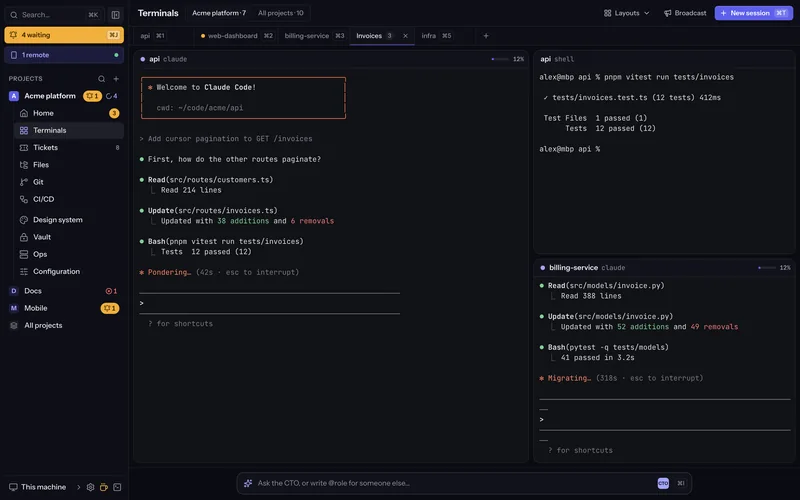 Search... ⌘K
4 waiting ⌘J
1 remote
PROJECTS
A Acme platform 1 4
Home 3
Terminals
Tickets 8
Files
Git
CI/CD
Design system
Vault
Ops
Configuration
D Docs 1
M Mobile 1
All projects
This machine
Terminals Acme platform · 7 All projects · 10 Layouts Broadcast + New session ⌘T
api ⌘1 web-dashboard ⌘2 billing-service ⌘3 Invoices 3 × infra ⌘5 +
api claude 12%
✻ Welcome to Claude Code!
cwd: ~/code/acme/api
> Add cursor pagination to GET /invoices
● First, how do the other routes paginate?
● Read(src/routes/customers.ts)
⎿ Read 214 lines
● Update(src/routes/invoices.ts)
⎿ Updated with 38 additions and 6 removals
● Bash(pnpm vitest run tests/invoices)
⎿ Tests 12 passed (12)
✻ Pondering… (42s · esc to interrupt)
>
? for shortcuts
api shell
alex@mbp api % pnpm vitest run tests/invoices
✓ tests/invoices.test.ts (12 tests) 412ms
Test Files 1 passed (1)
Tests 12 passed (12)
alex@mbp api %
billing-service claude 12%
● Read(src/models/invoice.py)
⎿ Read 388 lines
● Update(src/models/invoice.py)
⎿ Updated with 52 additions and 49 removals
● Bash(pytest -q tests/models)
⎿ 41 passed in 3.2s
✻ Migrating… (318s · esc to interrupt)
>
? for shortcuts
Ask the CTO, or write @role for someone else... CTO ⌘I